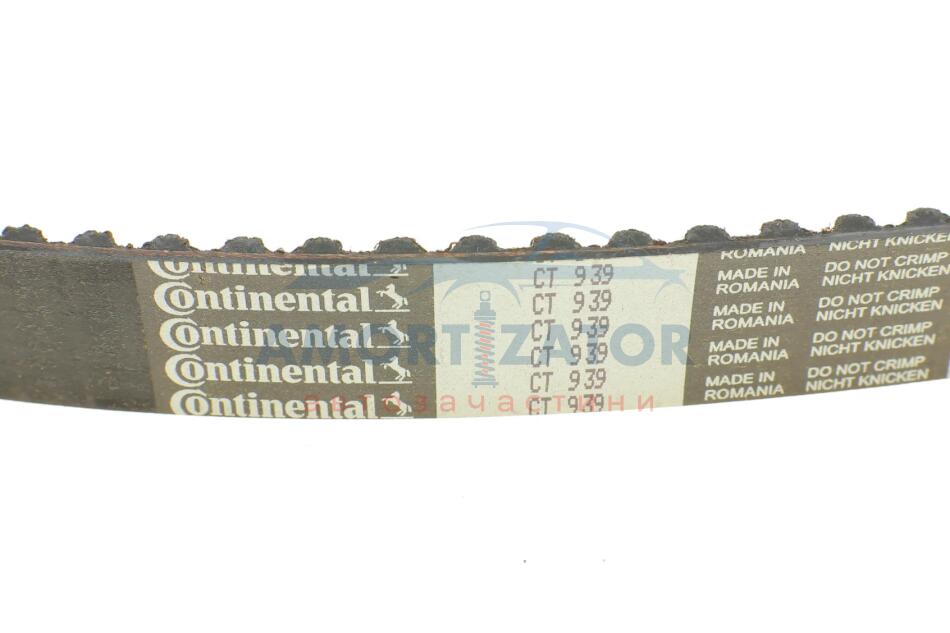 Continental CT 939 ROMANIA NICHT KNICKEN
Continental CT 939 MADE IN ROMANIA DO NOT CRIMP NICHT KNICKEN
Continental CT 939 MADE IN ROMANIA DO NOT CRIMP NICHT KNICKEN
Continental CT 939 MADE IN ROMANIA DO NOT CRIMP NICHT KNICKEN
Continental CT 939 MADE IN ROMANIA DO NOT CRIMP NICHT KNICKEN
CT 939
AMORTIZATOR
автозачастини